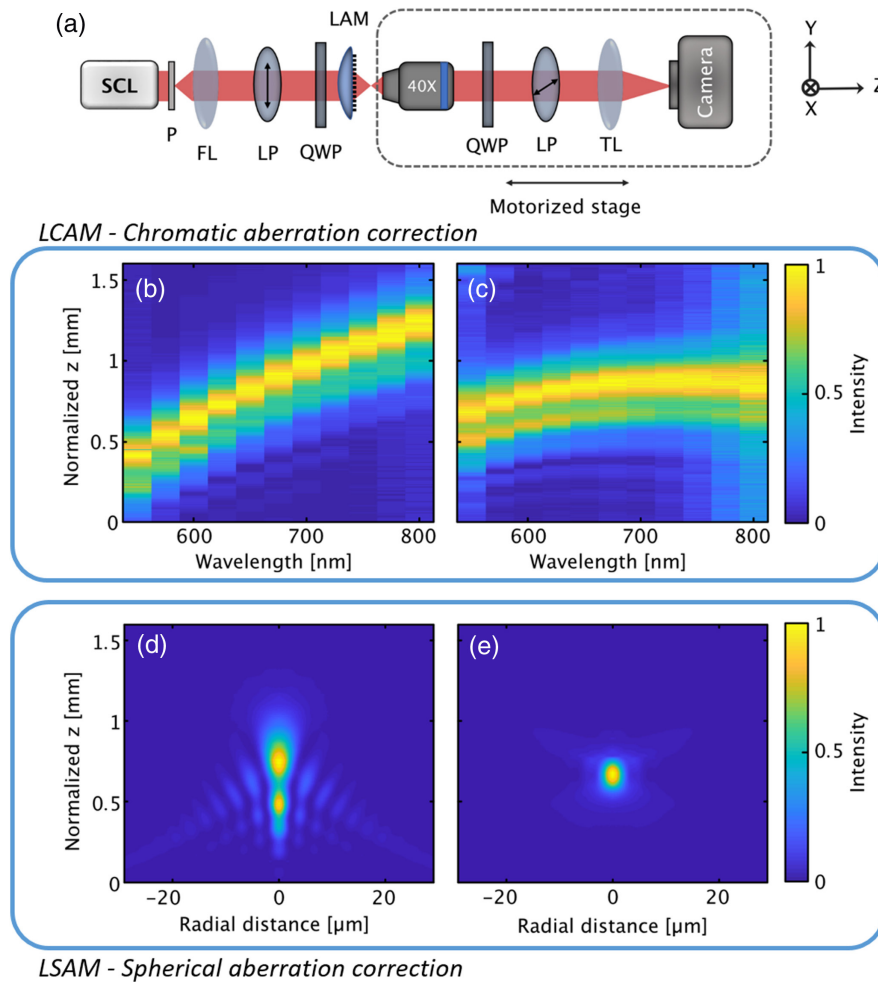 (a)
LAM
SCL
40X
Camera
P
FL
LP
QWP
QWP
LP
TL
Y
Z
X
Motorized stage
LCAM - Chromatic aberration correction
(b)
(c)
Normalized z [mm]
1.5
1
0.5
0
600
700
800
Wavelength [nm]
600
700
800
Wavelength [nm]
1
0.5
0
Intensity
(d)
(e)
Normalized z [mm]
1.5
1
0.5
0
-20
0
20
Radial distance [µm]
-20
0
20
Radial distance [µm]
1
0.5
0
Intensity
LSAM - Spherical aberration correction